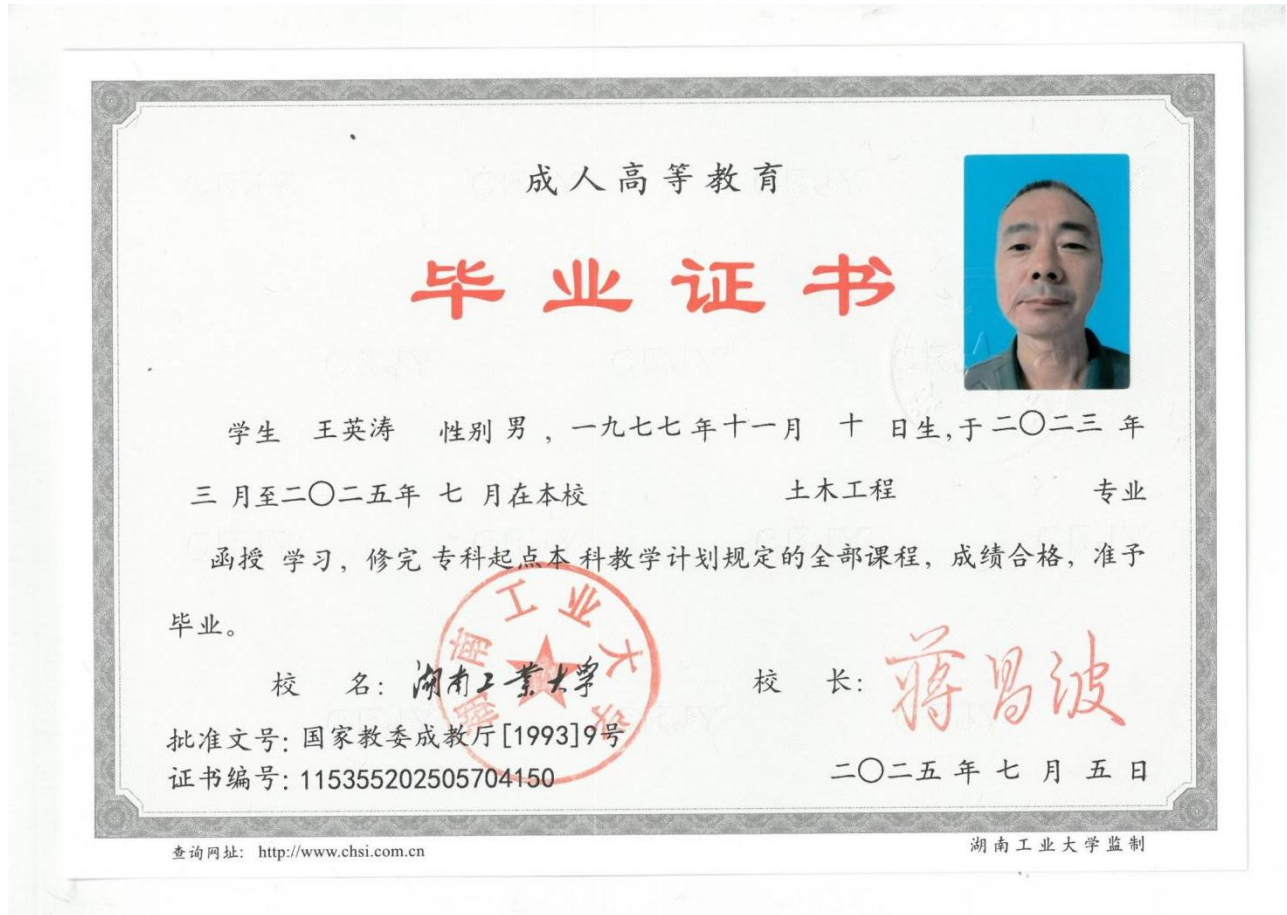 成人高等教育
毕业证书
学生 王英涛 性别 男 ，一九七七 年十一月 十 日生，于二〇二三 年
三 月至二〇二五年 七 月在本校 土木工程 专业
函授 学习，修完 专科起点本 科教学计划规定的全部课程，成绩合格，准予
毕业。
校 名：湖南工業大學 校 长：蒋昌波
湖南工业大学
批准文号：国家教委成教厅[1993]9号
证书编号：115355202505704150 二〇二五 年 七 月 五 日
查询网址： http://www.chsi.com.cn 湖南工业大学监制